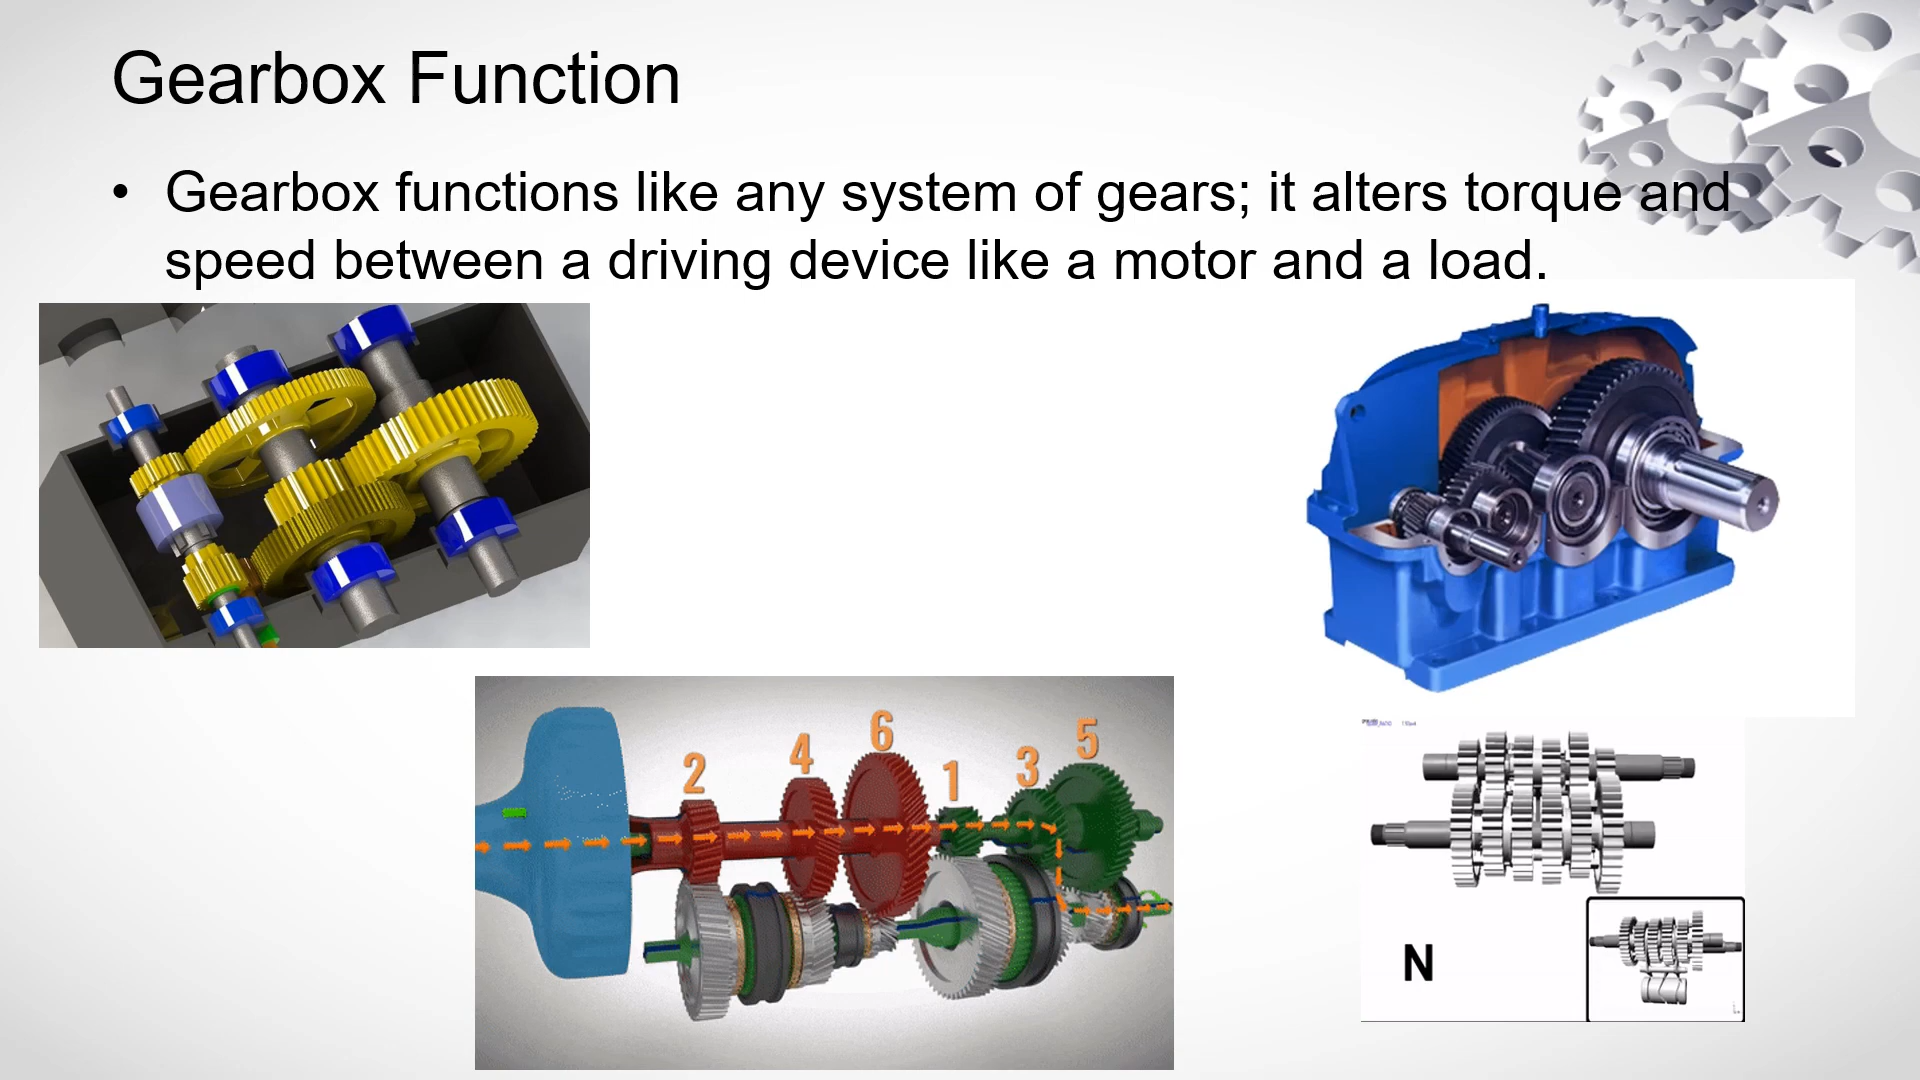 Gearbox Function
• Gearbox functions like any system of gears; it alters torque and
speed between a driving device like a motor and a load.
2 4 6 1 3 5
N